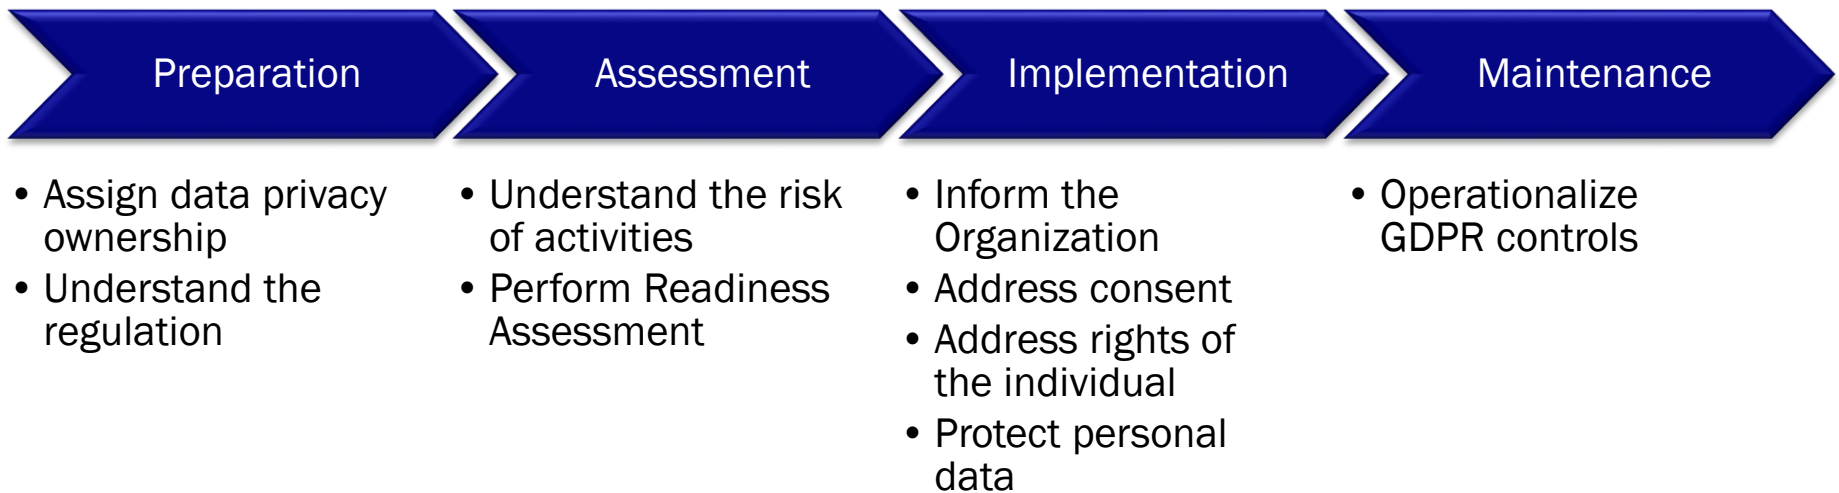 Preparation
Assessment
Implementation
Maintenance
• Assign data privacy
ownership
• Understand the
regulation
• Understand the risk
of activities
• Perform Readiness
Assessment
• Inform the
Organization
• Address consent
• Address rights of
the individual
• Protect personal
data
• Operationalize
GDPR controls